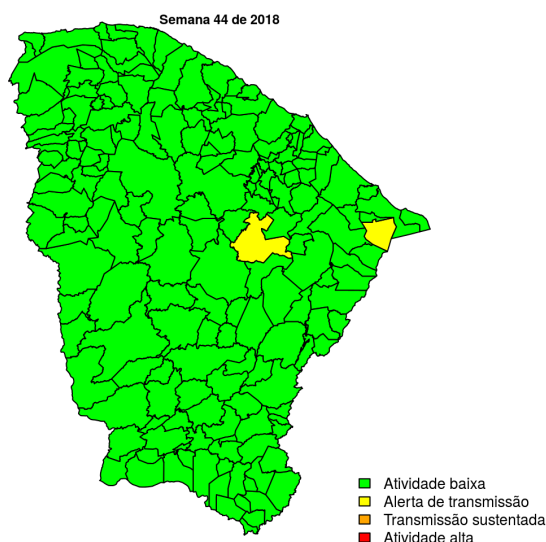 Semana 44 de 2018
Atividade baixa
Alerta de transmissão
Transmissão sustentada
Atividade alta